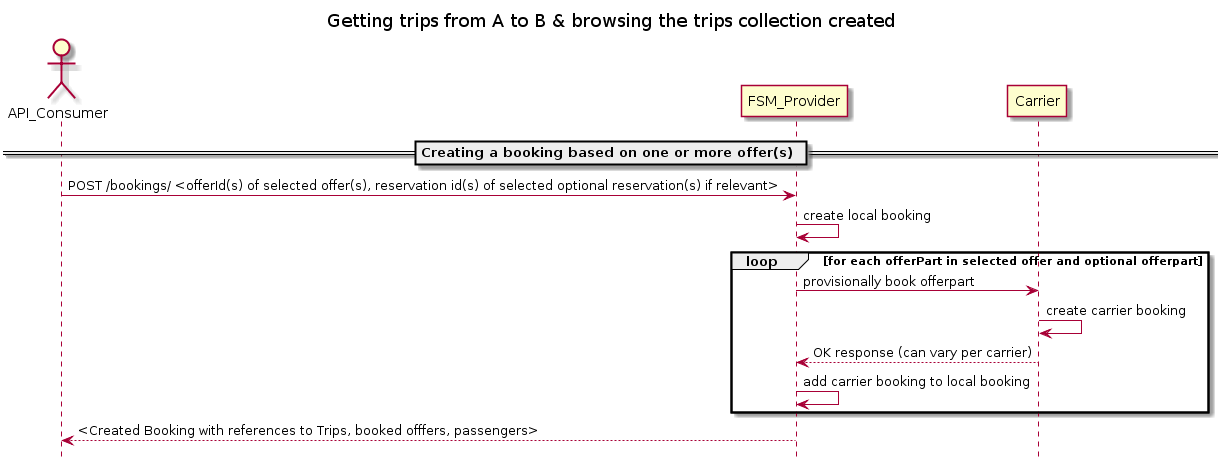 Getting trips from A to B & browsing the trips collection created
API_Consumer
FSM_Provider
Carrier
Creating a booking based on one or more offer(s)
POST /bookings/ <offerId(s) of selected offer(s), reservation id(s) of selected optional reservation(s) if relevant>
create local booking
loop
[for each offerPart in selected offer and optional offerpart]
provisionally book offerpart
create carrier booking
OK response (can vary per carrier)
add carrier booking to local booking
<Created Booking with references to Trips, booked offfers, passengers>